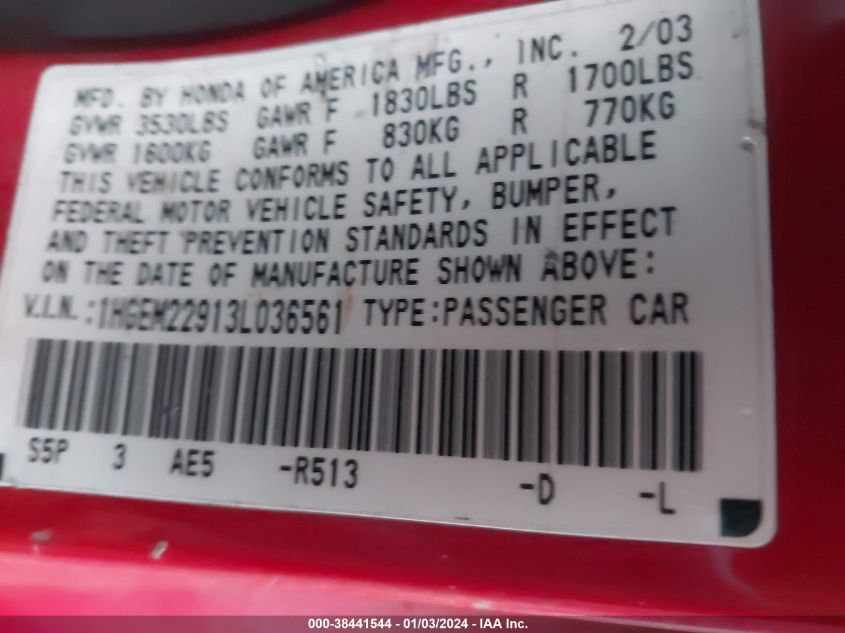 MFD. BY HONDA OF AMERICA MFG., INC. 2/03
GVWR 3530LBS GAWR F 1830LBS R 1700LBS
GVWR 1600KG GAWR F 830KG R 770KG
THIS VEHICLE CONFORMS TO ALL APPLICABLE
FEDERAL MOTOR VEHICLE SAFETY, BUMPER,
AND THEFT PREVENTION STANDARDS IN EFFECT
ON THE DATE OF MANUFACTURE SHOWN ABOVE:
V.I.N.:1HGEM22913L036561 TYPE:PASSENGER CAR
S5P 3 AE5 -R513 -D -L
000-38441544 - 01/03/2024 - IAA Inc.